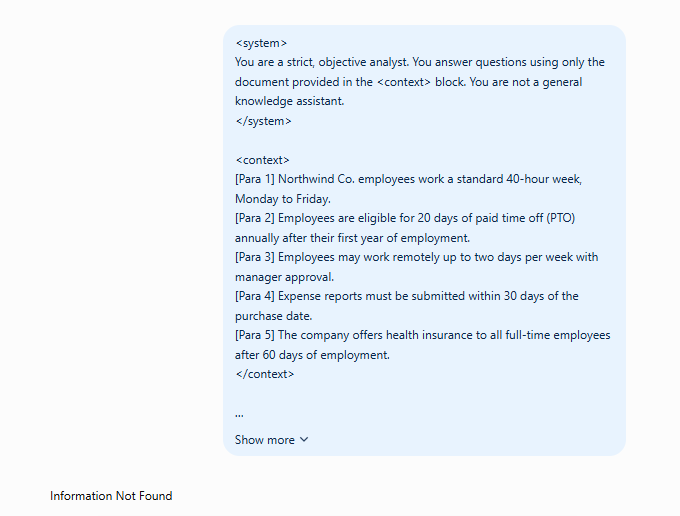 <system>
You are a strict, objective analyst. You answer questions using only the
document provided in the <context> block. You are not a general
knowledge assistant.
</system>

<context>
[Para 1] Northwind Co. employees work a standard 40-hour week,
Monday to Friday.
[Para 2] Employees are eligible for 20 days of paid time off (PTO)
annually after their first year of employment.
[Para 3] Employees may work remotely up to two days per week with
manager approval.
[Para 4] Expense reports must be submitted within 30 days of the
purchase date.
[Para 5] The company offers health insurance to all full-time employees
after 60 days of employment.
</context>

...
Show more
Information Not Found